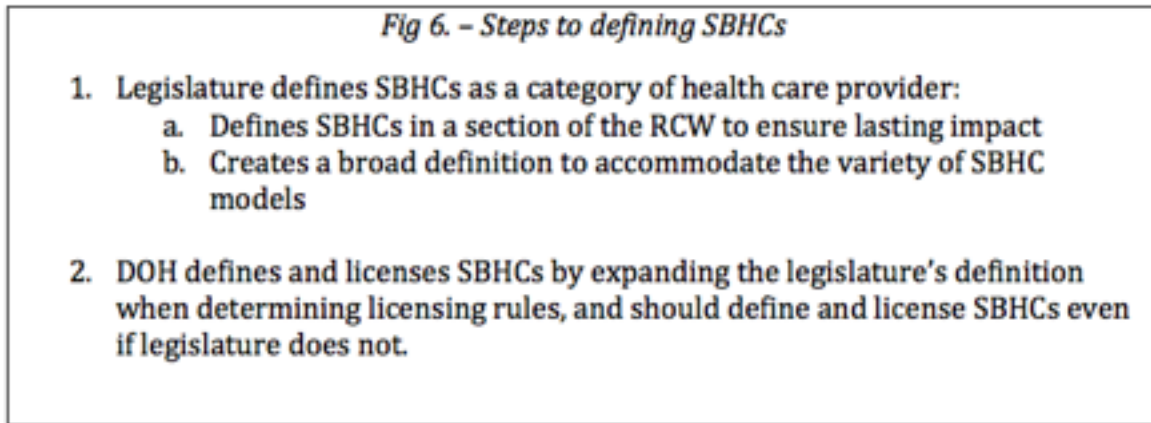 Fig 6. – Steps to defining SBHCs
1. Legislature defines SBHCs as a category of health care provider:
a. Defines SBHCs in a section of the RCW to ensure lasting impact
b. Creates a broad definition to accommodate the variety of SBHC
models
2. DOH defines and licenses SBHCs by expanding the legislature's definition
when determining licensing rules, and should define and license SBHCs even
if legislature does not.